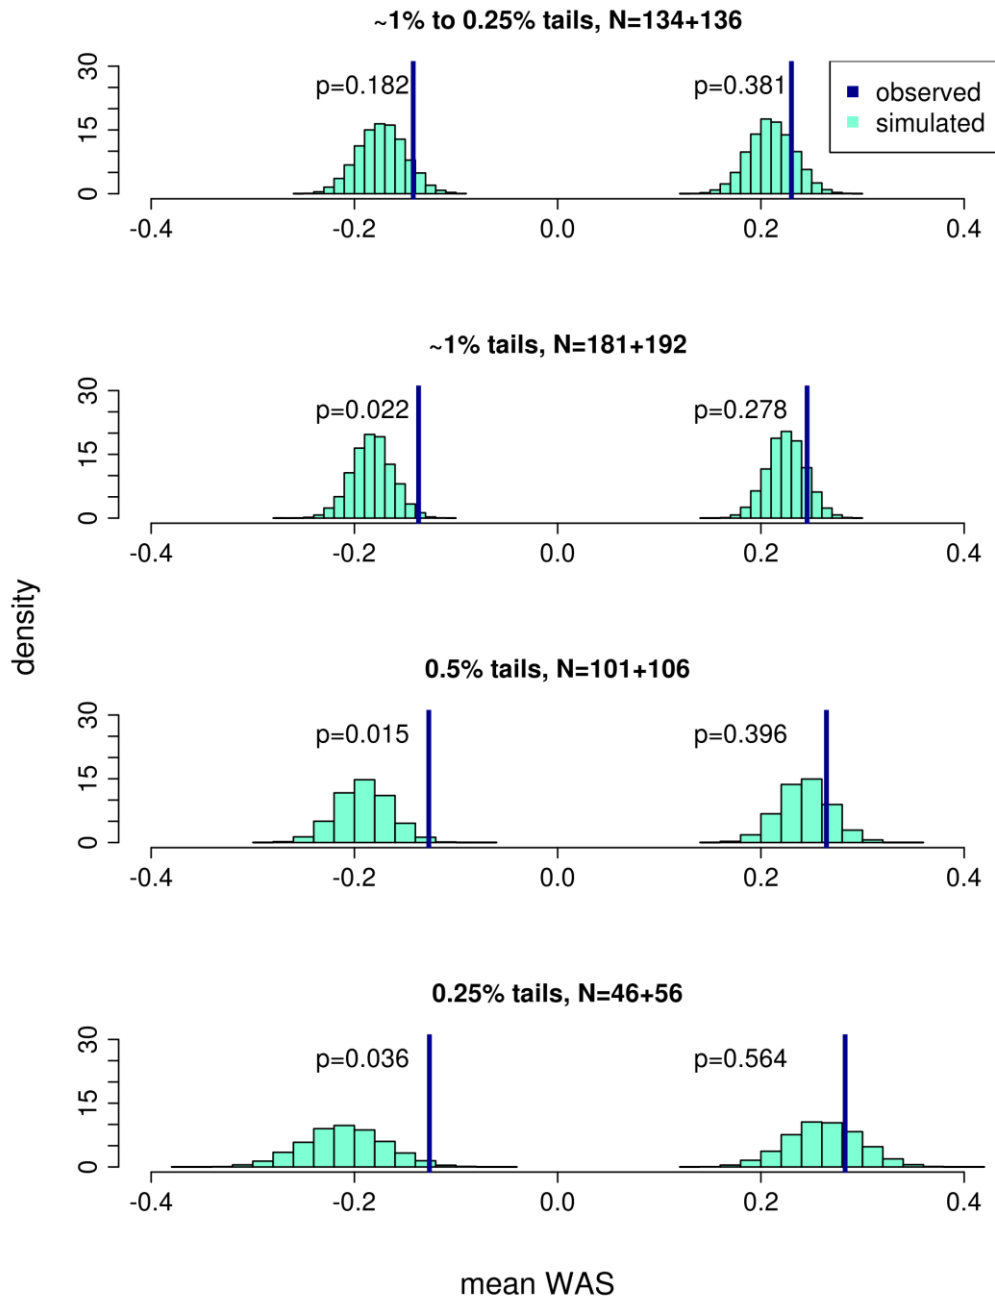 ~1% to 0.25% tails, N=134+136
p=0.182
p=0.381
observed
simulated
30
15
0
-0.4 -0.2 0.0 0.2 0.4
~1% tails, N=181+192
p=0.022
p=0.278
30
15
0
-0.4 -0.2 0.0 0.2 0.4
density
0.5% tails, N=101+106
p=0.015
p=0.396
30
15
0
-0.4 -0.2 0.0 0.2 0.4
0.25% tails, N=46+56
p=0.036
p=0.564
30
15
0
-0.4 -0.2 0.0 0.2 0.4
mean WAS